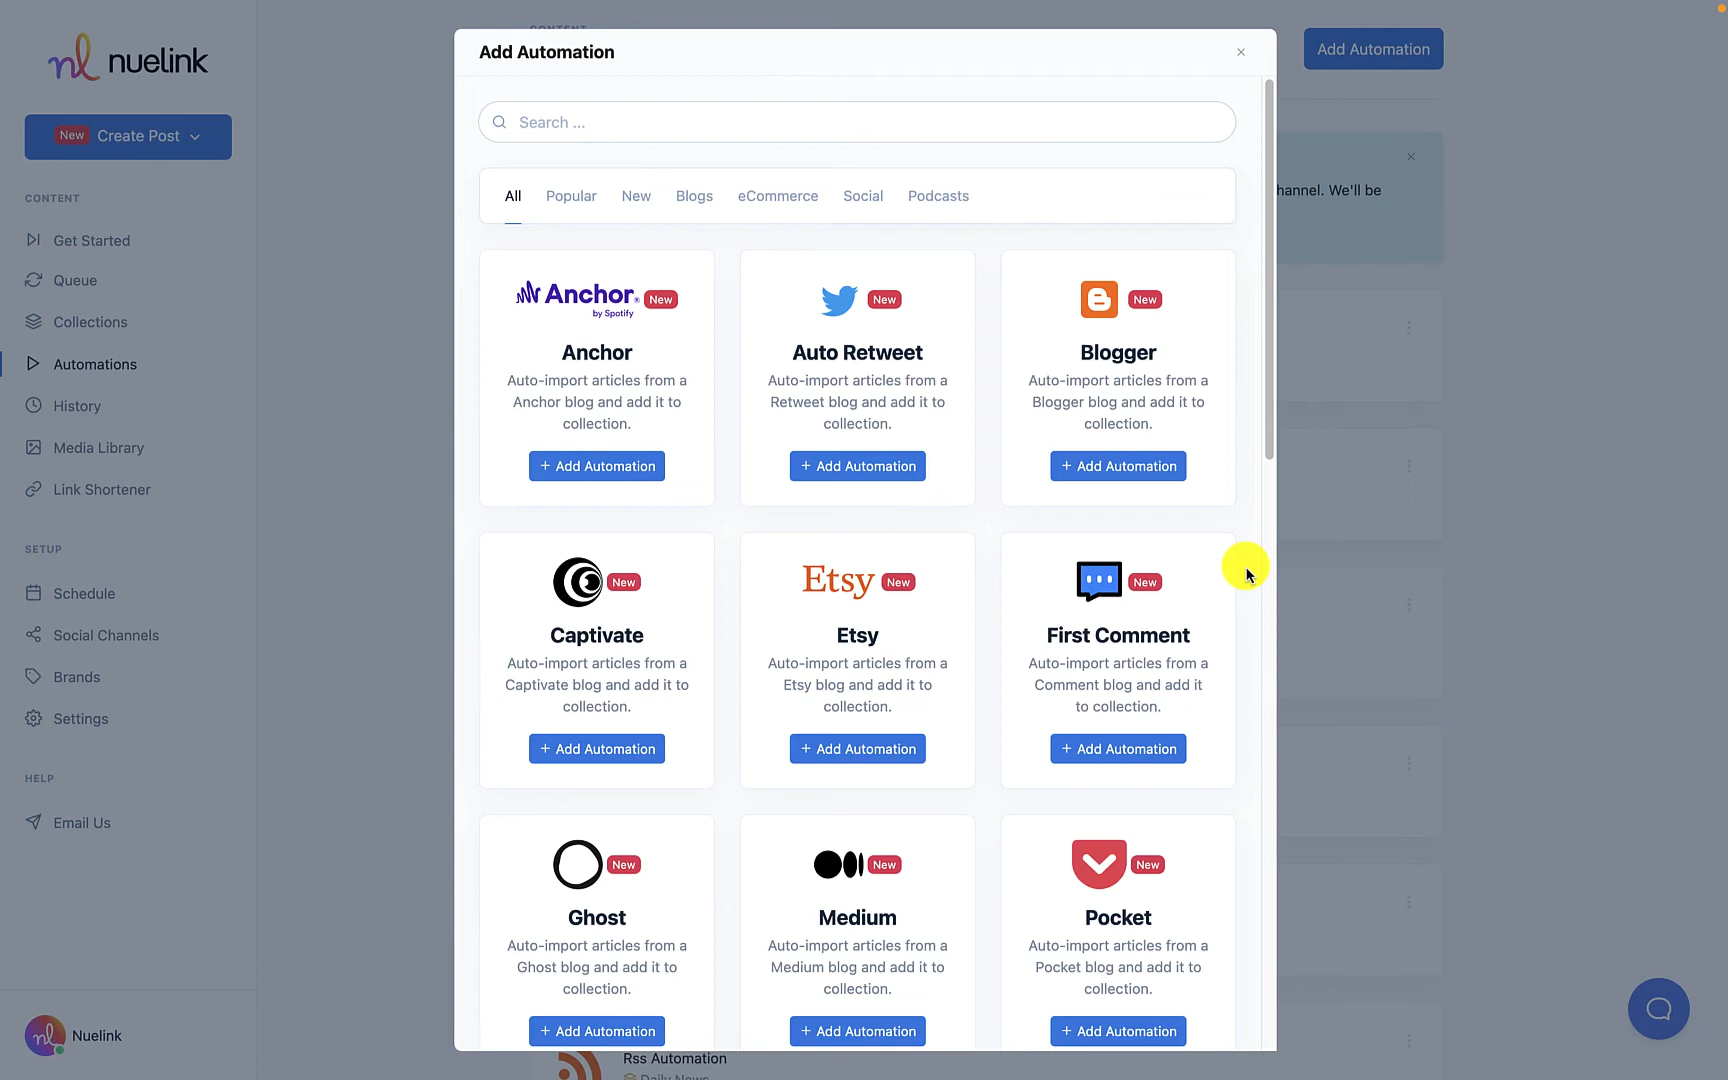 nuelink
New Create Post
CONTENT
Get Started
Queue
Collections
Automations
History
Media Library
Link Shortener
SETUP
Schedule
Social Channels
Brands
Settings
HELP
Email Us
Nuelink
CONTENT
Add Automation
hannel. We'll be
Add Automation
Search ...
All Popular New Blogs eCommerce Social Podcasts
Anchor
by Spotify
New
Anchor
Auto-import articles from a
Anchor blog and add it to
collection.
+ Add Automation
New
Auto Retweet
Auto-import articles from a
Retweet blog and add it to
collection.
+ Add Automation
New
Blogger
Auto-import articles from a
Blogger blog and add it to
collection.
+ Add Automation
New
Captivate
Auto-import articles from a
Captivate blog and add it to
collection.
+ Add Automation
Etsy New
Etsy
Auto-import articles from a
Etsy blog and add it to
collection.
+ Add Automation
New
First Comment
Auto-import articles from a
Comment blog and add it
to collection.
+ Add Automation
New
Ghost
Auto-import articles from a
Ghost blog and add it to
collection.
+ Add Automation
New
Medium
Auto-import articles from a
Medium blog and add it to
collection.
+ Add Automation
New
Pocket
Auto-import articles from a
Pocket blog and add it to
collection.
+ Add Automation
Rss Automation
Daily News